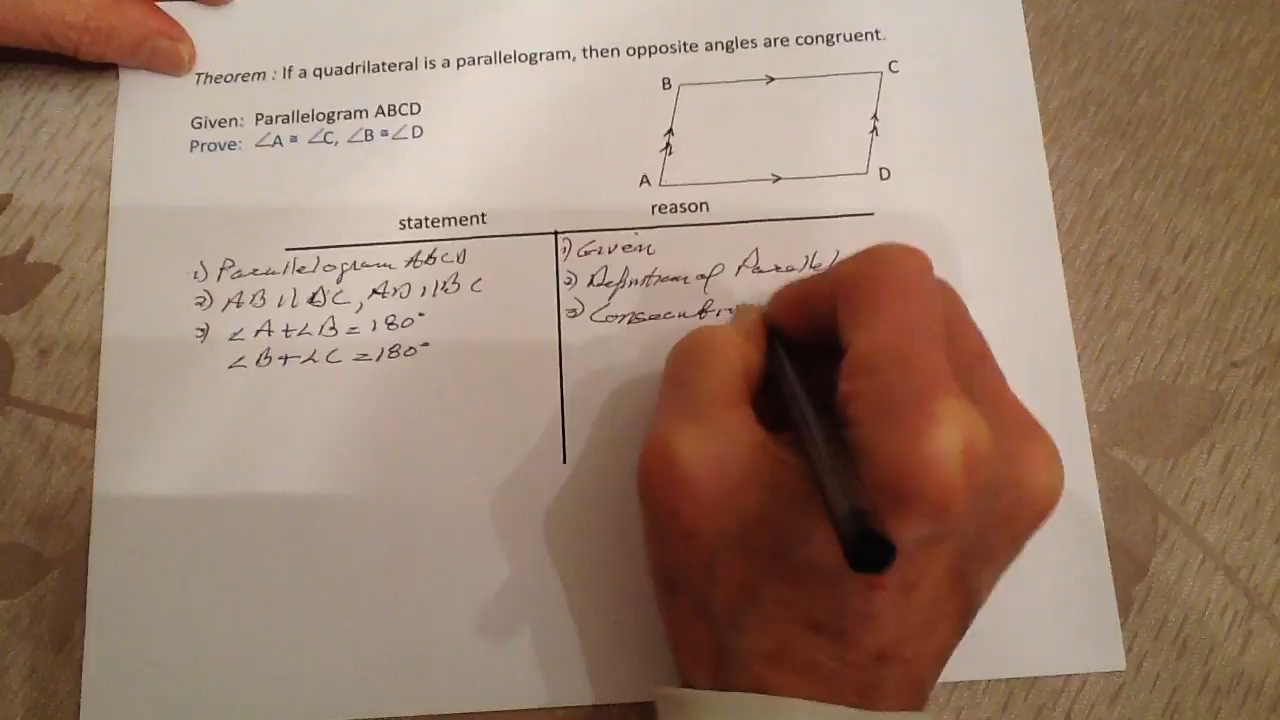 Theorem : If a quadrilateral is a parallelogram, then opposite angles are congruent.
Given: Parallelogram ABCD
Prove: ∠A ≅ ∠C, ∠B ≅ ∠D
B
C
A
D
statement
reason
1) Parallelogram ABCD
2) AB || DC, AD || BC
3) ∠A+∠B = 180°
∠B+∠C = 180°
1) Given
2) Definition of Parallel
3) Consecutiv